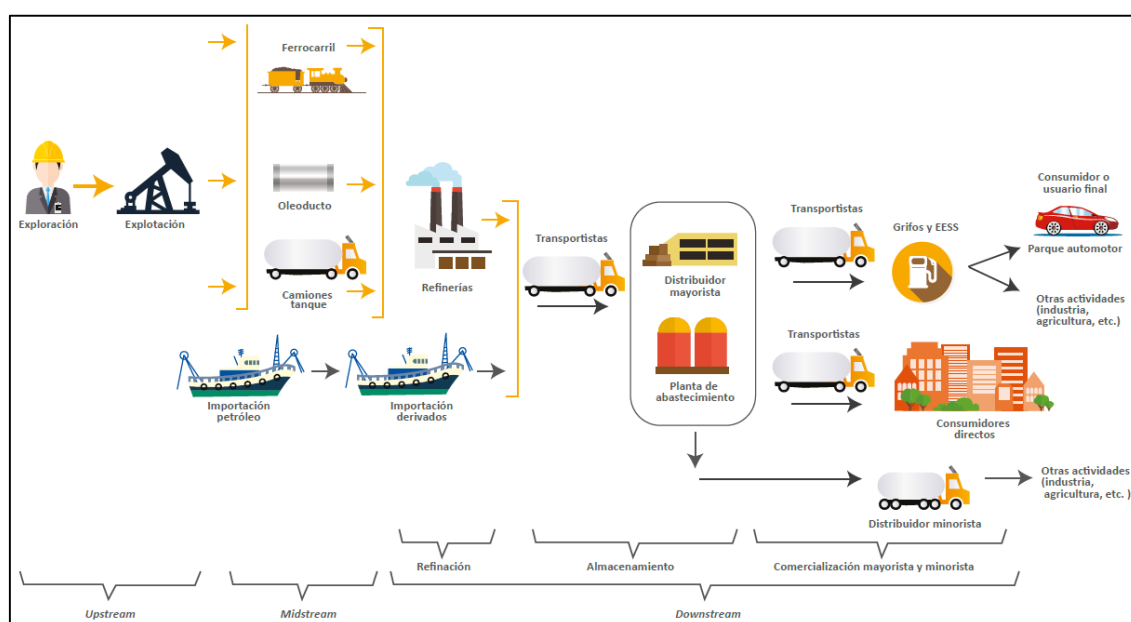 Ferrocarril
Exploración
Explotación
Oleoducto
Camiones
tanque
Importación
petróleo
Importación
derivados
Refinerías
Transportistas
Distribuidor
mayorista
Planta de
abastecimiento
Transportistas
Transportistas
Grifos y EESS
Consumidor o
usuario final
Parque automotor
Otras actividades
(industria,
agricultura, etc.)
Consumidores
directos
Distribuidor minorista
Otras actividades
(industria,
agricultura, etc. )
Refinación
Almacenamiento
Comercialización mayorista y minorista
Upstream
Midstream
Downstream